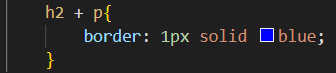 h2 + p{
border: 1px solid blue;
}